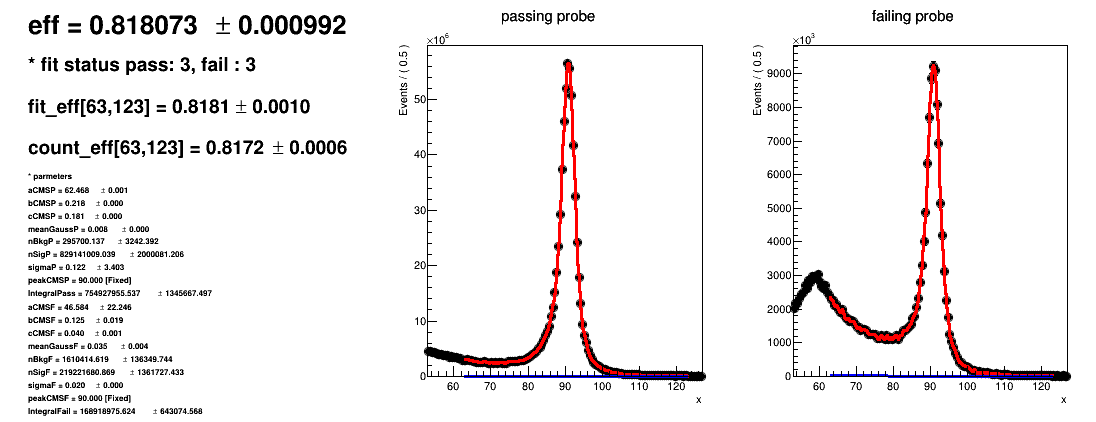 eff = 0.818073 ± 0.000992
* fit status pass: 3, fail : 3
fit_eff[63,123] = 0.8181 ± 0.0010
count_eff[63,123] = 0.8172 ± 0.0006
* parmeters
aCMSP = 62.468 ± 0.001
bCMSP = 0.218 ± 0.000
cCMSP = 0.181 ± 0.000
meanGaussP = 0.008 ± 0.000
nBkgP = 295700.137 ± 3242.392
nSigP = 829141009.039 ± 2000081.206
sigmaP = 0.122 ± 3.403
peakCMSP = 90.000 [Fixed]
IntegralPass = 754927955.537 ± 1345667.497
aCMSF = 46.584 ± 22.246
bCMSF = 0.125 ± 0.019
cCMSF = 0.040 ± 0.001
meanGaussF = 0.035 ± 0.004
nBkgF = 1610414.619 ± 136349.744
nSigF = 219221680.869 ± 1361727.433
sigmaF = 0.020 ± 0.000
peakCMSF = 90.000 [Fixed]
IntegralFail = 168918975.624 ± 643074.568
passing probe
×10⁶
Events / ( 0.5 )
50
40
30
20
10
0
60 70 80 90 100 110 120
x
failing probe
×10³
Events / ( 0.5 )
9000
8000
7000
6000
5000
4000
3000
2000
1000
0
60 70 80 90 100 110 120
x